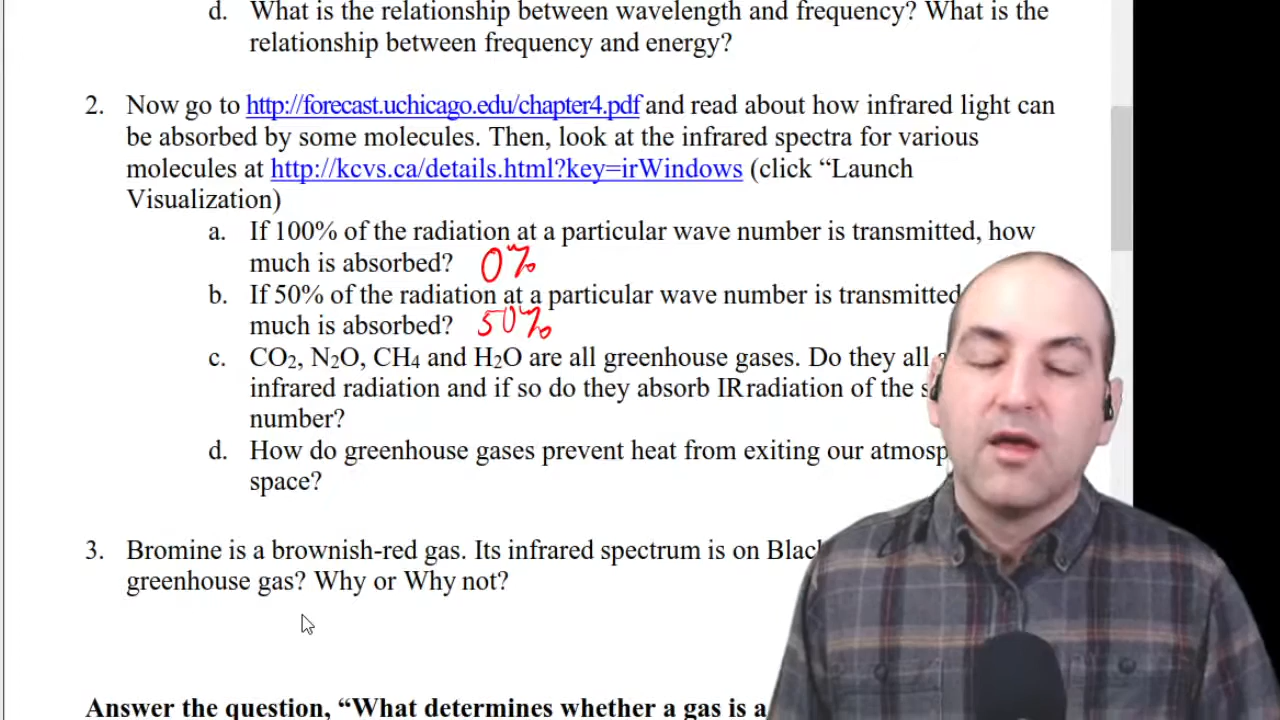 d. What is the relationship between wavelength and frequency? What is the
relationship between frequency and energy?
2. Now go to http://forecast.uchicago.edu/chapter4.pdf and read about how infrared light can
be absorbed by some molecules. Then, look at the infrared spectra for various
molecules at http://kcvs.ca/details.html?key=irWindows (click “Launch
Visualization)
a. If 100% of the radiation at a particular wave number is transmitted, how
much is absorbed? 0%
b. If 50% of the radiation at a particular wave number is transmitted
much is absorbed? 50%
c. CO2, N2O, CH4 and H2O are all greenhouse gases. Do they all
infrared radiation and if so do they absorb IR radiation of the
number?
d. How do greenhouse gases prevent heat from exiting our
space?
3. Bromine is a brownish-red gas. Its infrared spectrum is on
greenhouse gas? Why or Why not?
Answer the question, “What determines whether a gas is a